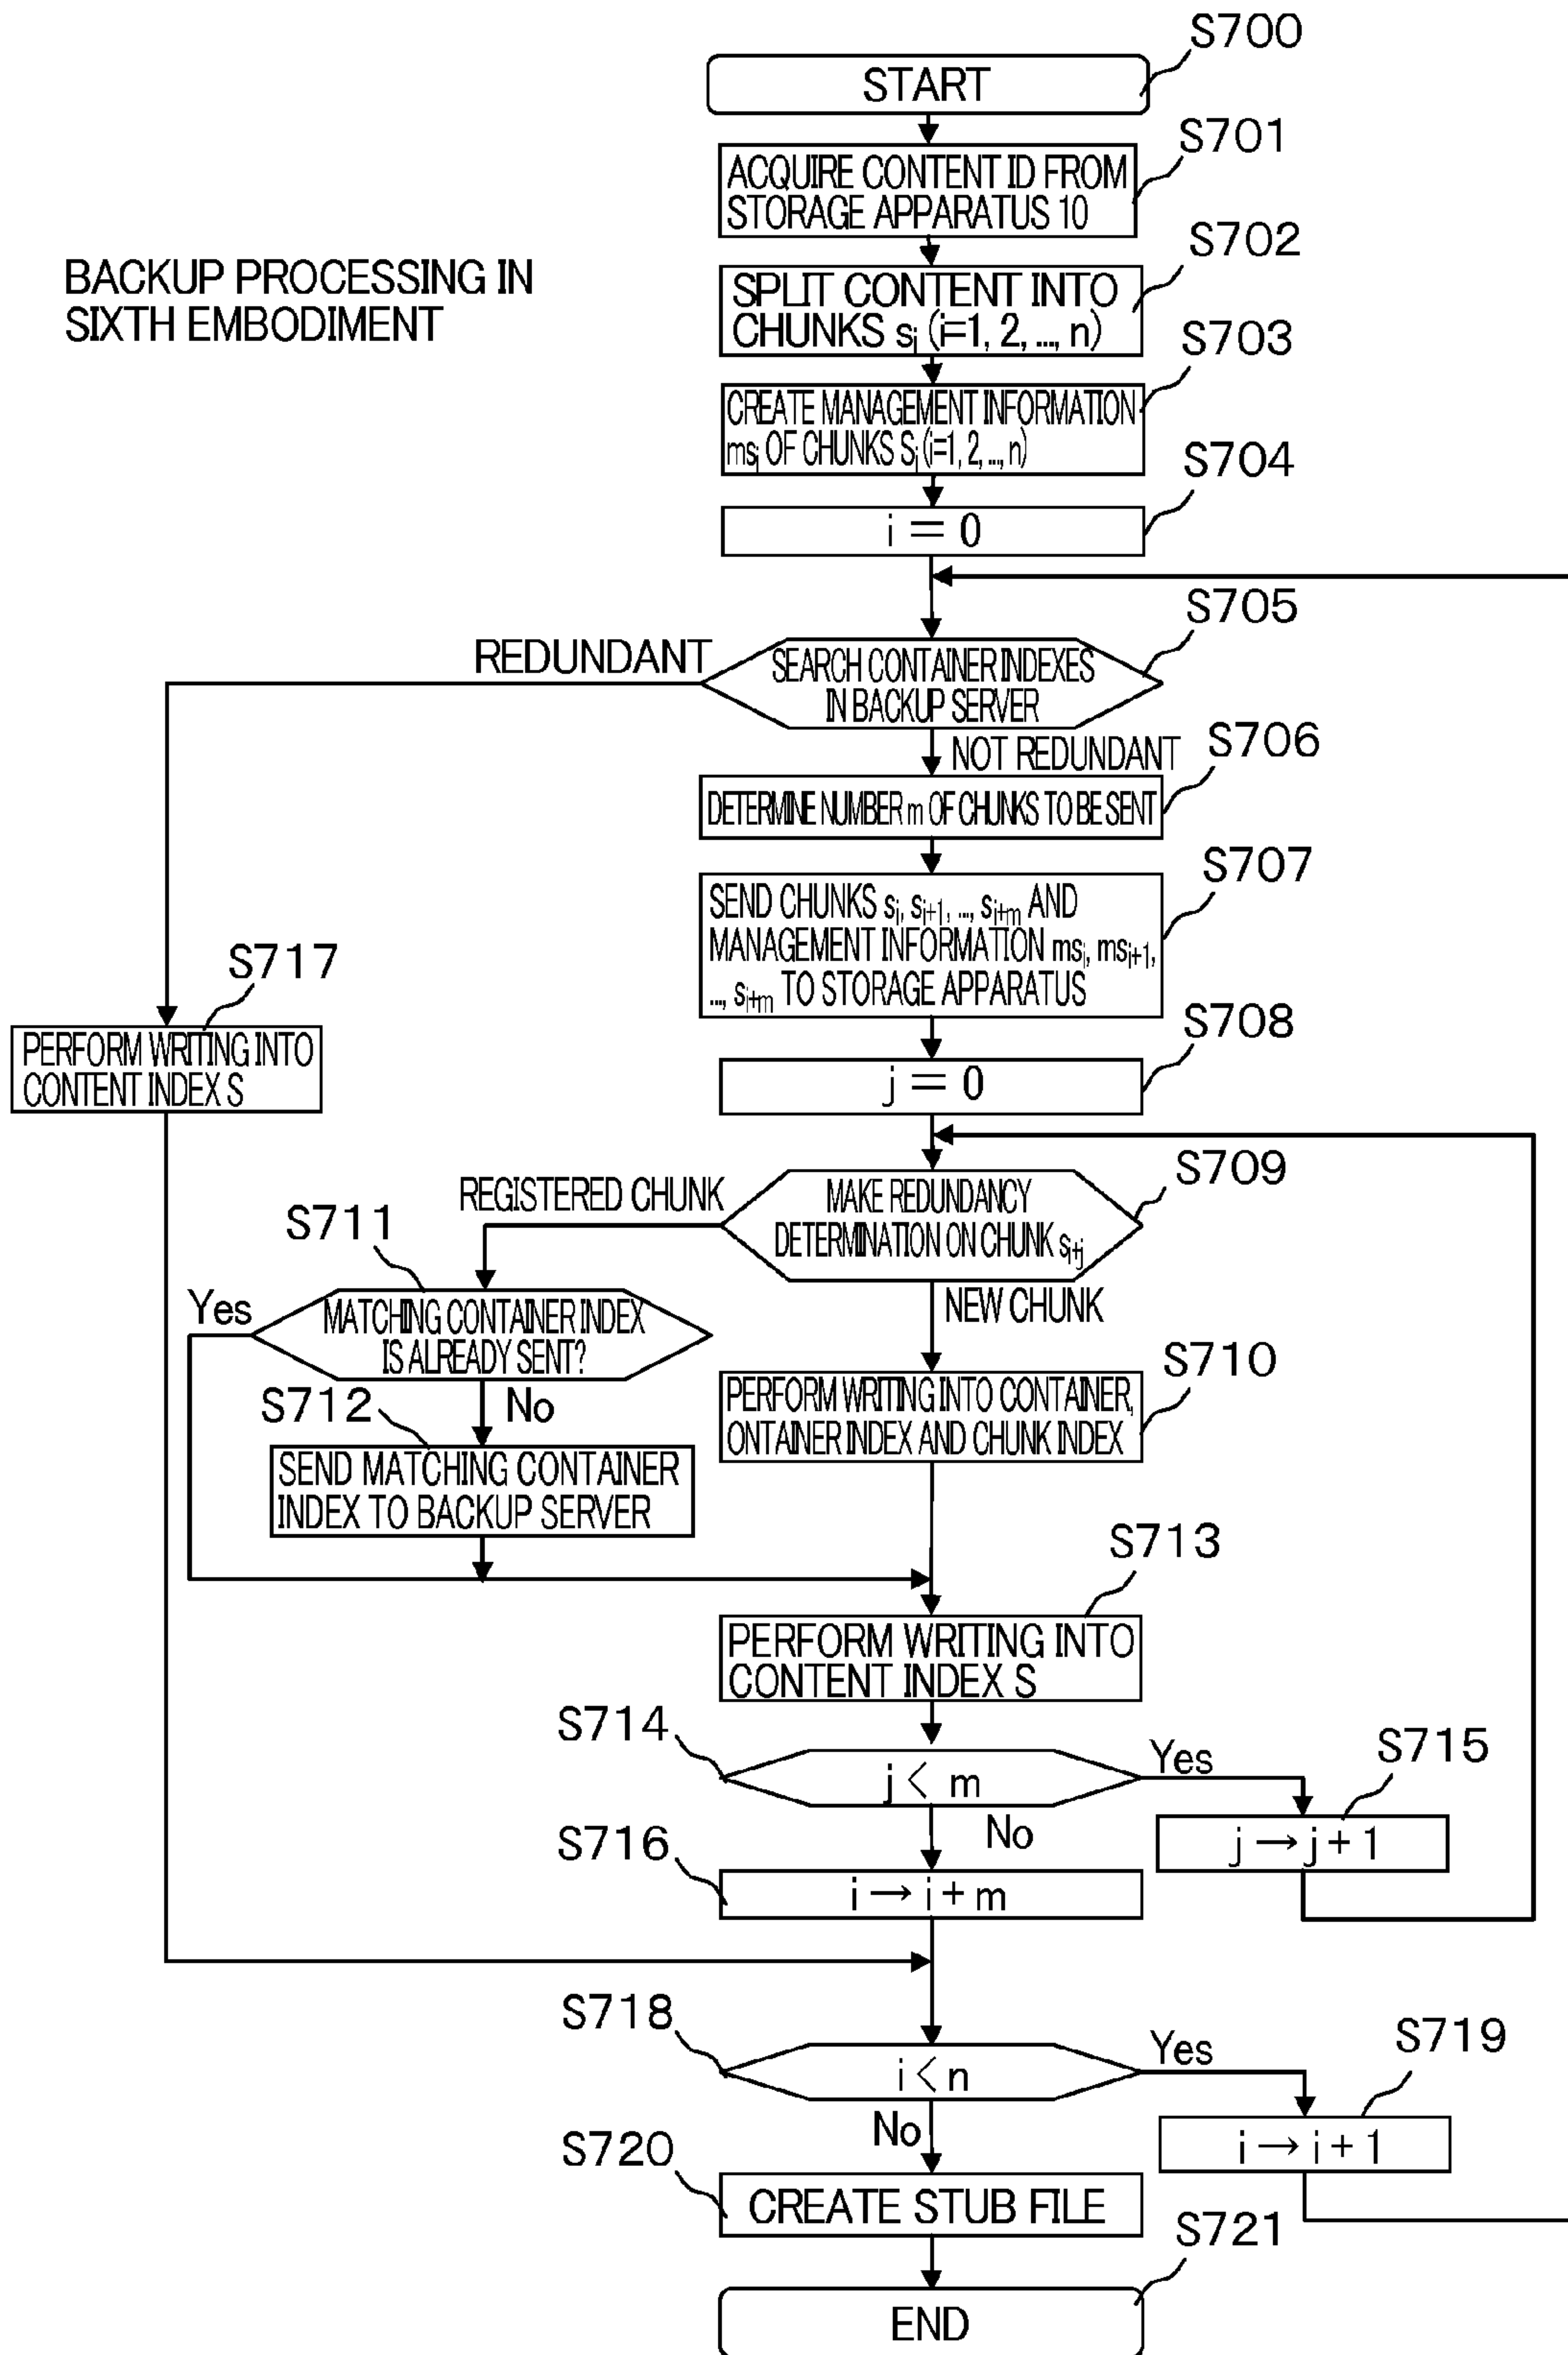 S700
START
S701
ACQUIRE CONTENT ID FROM
STORAGE APPARATUS 10
S702
BACKUP PROCESSING IN
SIXTH EMBODIMENT
SPLIT CONTENT INTO
CHUNKS si (i=1, 2, ..., n)
S703
CREATE MANAGEMENT INFORMATION
msi OF CHUNKS Si (i=1, 2, ..., n)
S704
i = 0
S705
REDUNDANT
SEARCH CONTAINER INDEXES
IN BACKUP SERVER
NOT REDUNDANT
S706
DETERMINE NUMBER m OF CHUNKS TO BE SENT
S707
SEND CHUNKS si, si+1, ..., si+m AND
MANAGEMENT INFORMATION msi, msi+1,
..., si+m TO STORAGE APPARATUS
S717
PERFORM WRITING INTO
CONTENT INDEX S
S708
j = 0
S709
REGISTERED CHUNK
MAKE REDUNDANCY
DETERMINATION ON CHUNK si+j
S711
NEW CHUNK
Yes
MATCHING CONTAINER INDEX
IS ALREADY SENT?
S710
S712
No
PERFORM WRITING INTO CONTAINER,
ONTAINER INDEX AND CHUNK INDEX
SEND MATCHING CONTAINER
INDEX TO BACKUP SERVER
S713
PERFORM WRITING INTO
CONTENT INDEX S
S714
j < m
Yes
S715
No
j → j + 1
S716
i → i + m
S718
i < n
Yes
S719
No
i → i + 1
S720
CREATE STUB FILE
S721
END